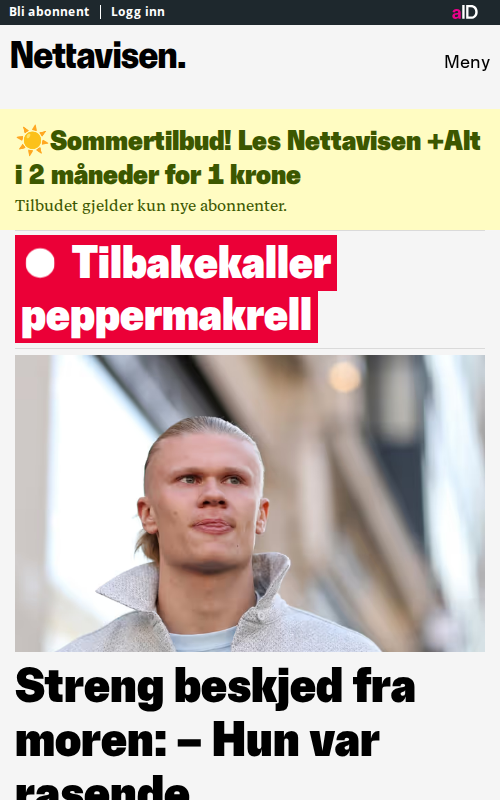 Bli abonnent | Logg inn aID
Nettavisen.
Meny
Sommertilbud! Les Nettavisen +Alt
i 2 måneder for 1 krone
Tilbudet gjelder kun nye abonnenter.
Tilbakekaller
peppermakrell
Streng beskjed fra
moren: – Hun var
rasende